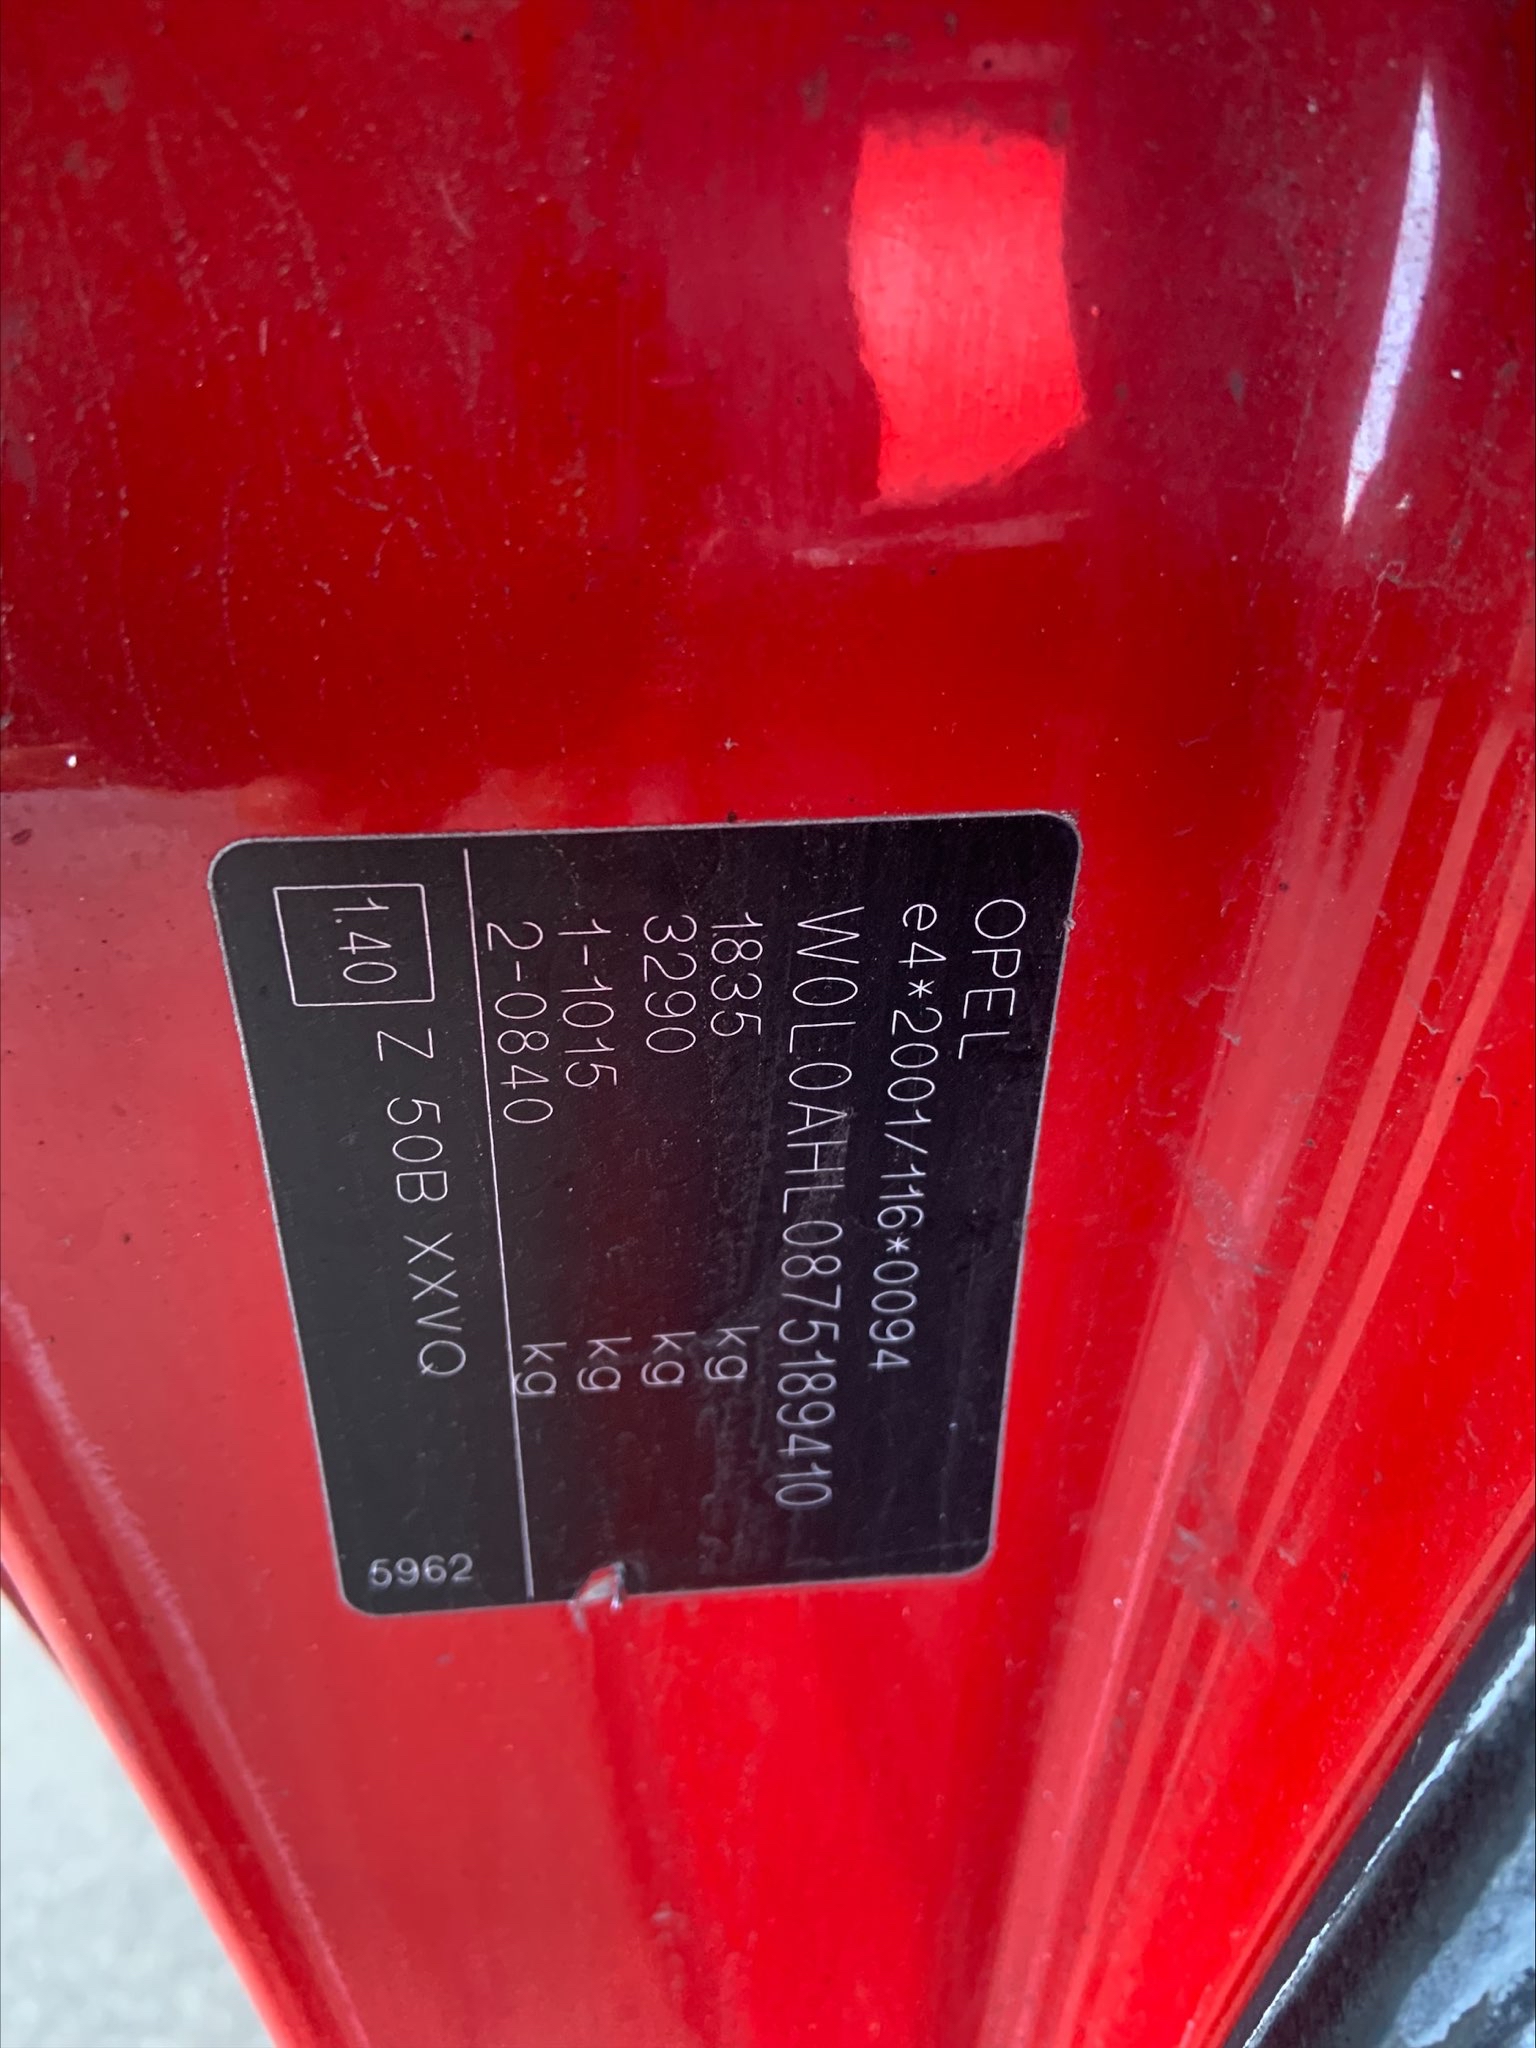 OPEL
e4*2001/116*0094
W0L0AHL0875189410
1835 kg
3290 kg
1-1015 kg
2-0840 kg
1.40 Z 50B XXVQ
5962